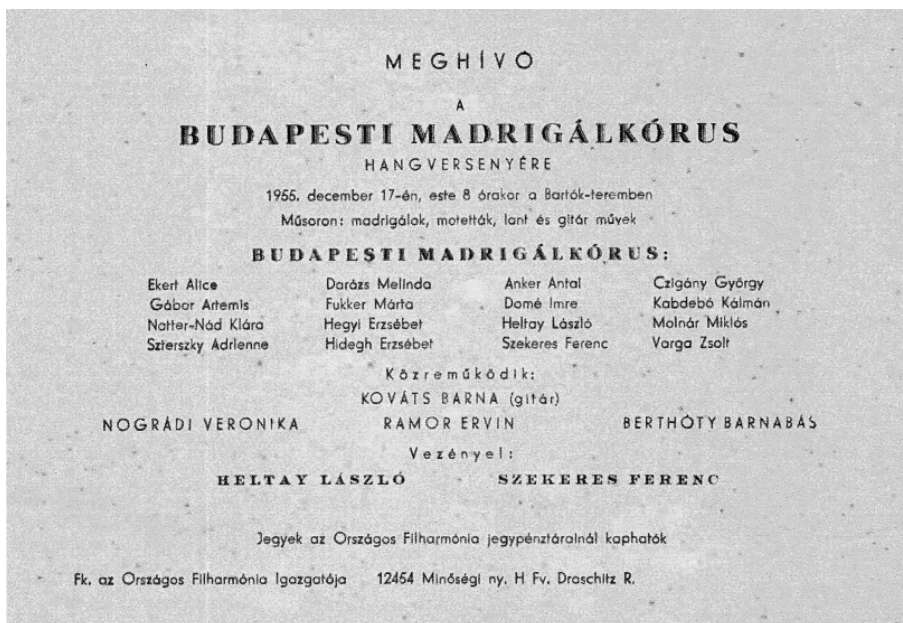 MEGHÍVÓ
A
BUDAPESTI MADRIGÁLKÓRUS
HANGVERSENYÉRE
1955. december 17-én, este 8 órakor a Bartók-teremben
Műsoron: madrigálok, motetták, lant és gitár művek
BUDAPESTI MADRIGÁLKÓRUS:
Ekert Alice Darázs Melinda Anker Antal Czigány György
Gábor Artemis Fukker Márta Domé Imre Kabdebó Kálmán
Natter-Nád Klára Hegyi Erzsébet Heltay László Molnár Miklós
Szterszky Adrienne Hidegh Erzsébet Szekeres Ferenc Varga Zsolt
Közreműködik:
KOVÁTS BARNA (gitár)
NOGRÁDI VERONIKA RAMOR ERVIN BERTHÓTY BARNABÁS
Vezényel:
HELTAY LÁSZLÓ SZEKERES FERENC
Jegyek az Országos Filharmónia jegypénztárainál kaphatók
Fk. az Országos Filharmónia Igazgatója 12454 Minőségi ny. H Fv. Draschitz R.